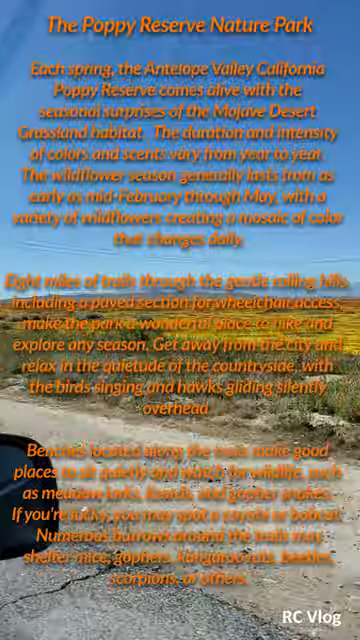 The Poppy Reserve Nature Park
Each spring, the Antelope Valley California
Poppy Reserve comes alive with the
seasonal surprises of the Mojave Desert
Grassland habitat. The duration and intensity
of colors and scents vary from year to year.
The wildflower season generally lasts from as
early as mid-February through May, with a
variety of wildflowers creating a mosaic of color
that changes daily.
Eight miles of trails through the gentle rolling hills,
including a paved section for wheelchair access,
make the park a wonderful place to hike and
explore any season. Get away from the city and
relax in the quietude of the countryside, with
the birds singing and hawks gliding silently
overhead
Benches located along the trails make good
places to sit quietly and watch for wildlife, such
as meadow larks, lizards, and gopher snakes.
If you're lucky, you may spot a coyote or bobcat.
Numerous burrows around the trails may
shelter mice, gophers, kangaroo rats, beetles,
scorpions, or others.
RC Vlog